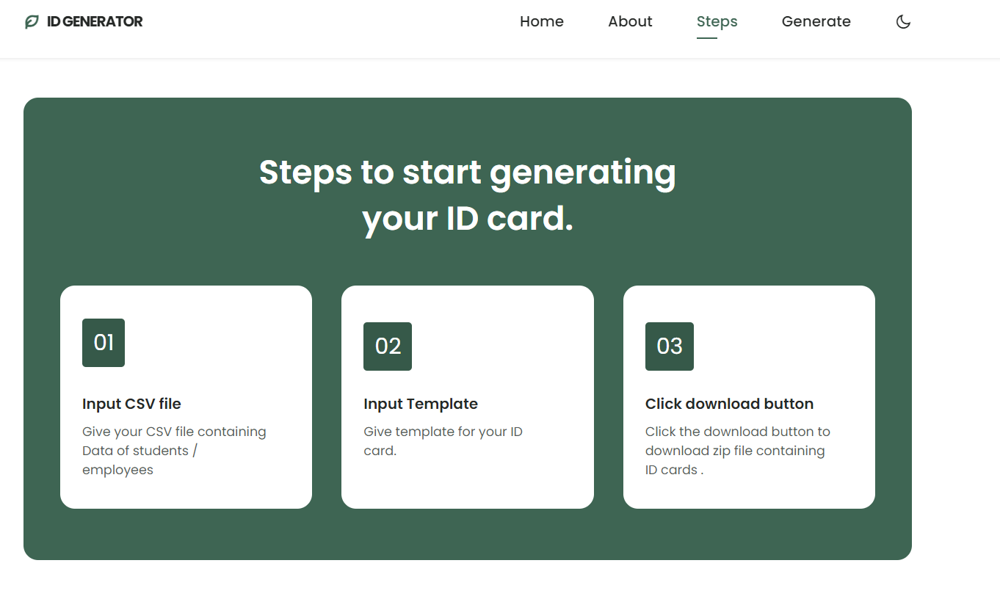 ID GENERATOR
Home
About
Steps
Generate
Steps to start generating
your ID card.
01
Input CSV file
Give your CSV file containing
Data of students /
employees
02
Input Template
Give template for your ID
card.
03
Click download button
Click the download button to
download zip file containing
ID cards .